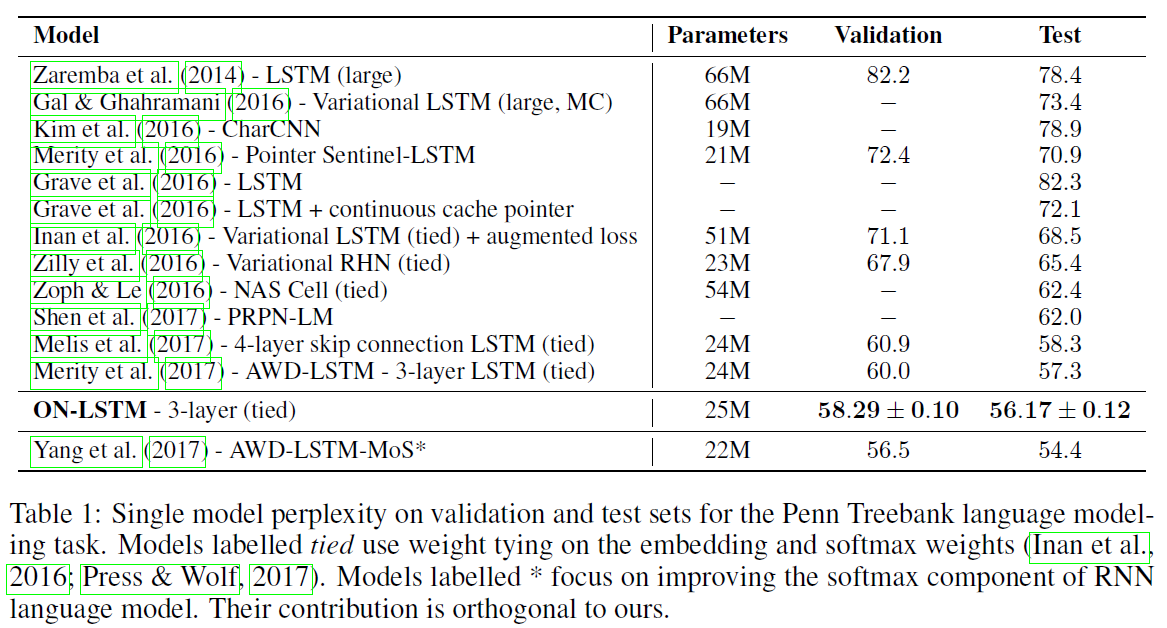 Model Parameters Validation Test
Zaremba et al. (2014) - LSTM (large) 66M 82.2 78.4
Gal & Ghahramani (2016) - Variational LSTM (large, MC) 66M − 73.4
Kim et al. (2016) - CharCNN 19M − 78.9
Merity et al. (2016) - Pointer Sentinel-LSTM 21M 72.4 70.9
Grave et al. (2016) - LSTM − − 82.3
Grave et al. (2016) - LSTM + continuous cache pointer − − 72.1
Inan et al. (2016) - Variational LSTM (tied) + augmented loss 51M 71.1 68.5
Zilly et al. (2016) - Variational RHN (tied) 23M 67.9 65.4
Zoph & Le (2016) - NAS Cell (tied) 54M − 62.4
Shen et al. (2017) - PRPN-LM − − 62.0
Melis et al. (2017) - 4-layer skip connection LSTM (tied) 24M 60.9 58.3
Merity et al. (2017) - AWD-LSTM - 3-layer LSTM (tied) 24M 60.0 57.3
ON-LSTM - 3-layer (tied) 25M 58.29 ± 0.10 56.17 ± 0.12
Yang et al. (2017) - AWD-LSTM-MoS* 22M 56.5 54.4
Table 1: Single model perplexity on validation and test sets for the Penn Treebank language model-
ing task. Models labelled tied use weight tying on the embedding and softmax weights (Inan et al.,
2016; Press & Wolf, 2017). Models labelled * focus on improving the softmax component of RNN
language model. Their contribution is orthogonal to ours.